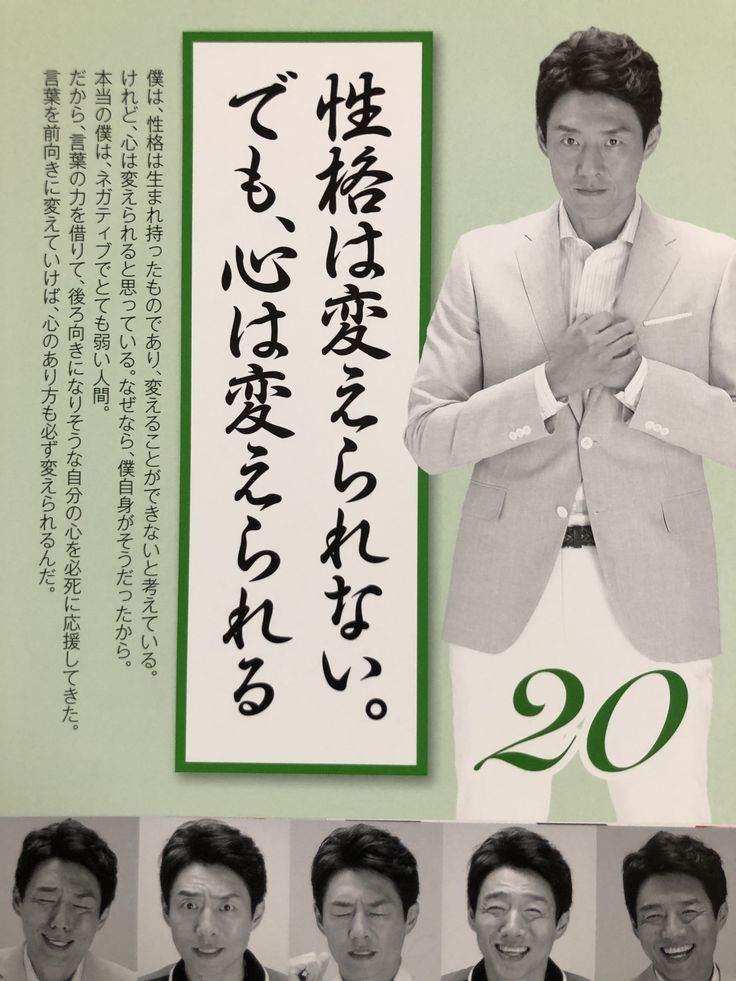 性格は変えられない。
でも、心は変えられる
僕は、性格は生まれ持ったものであり、変えることができないと考えている。
けれど、心は変えられると思っている。なぜなら、僕自身がそうだったから。
本当の僕は、ネガティブでとても弱い人間。
だから、言葉の力を借りて、後ろ向きになりそうな自分の心を必死に応援してきた。
言葉を前向きに変えていけば、心のあり方も必ず変えられるんだ。
20